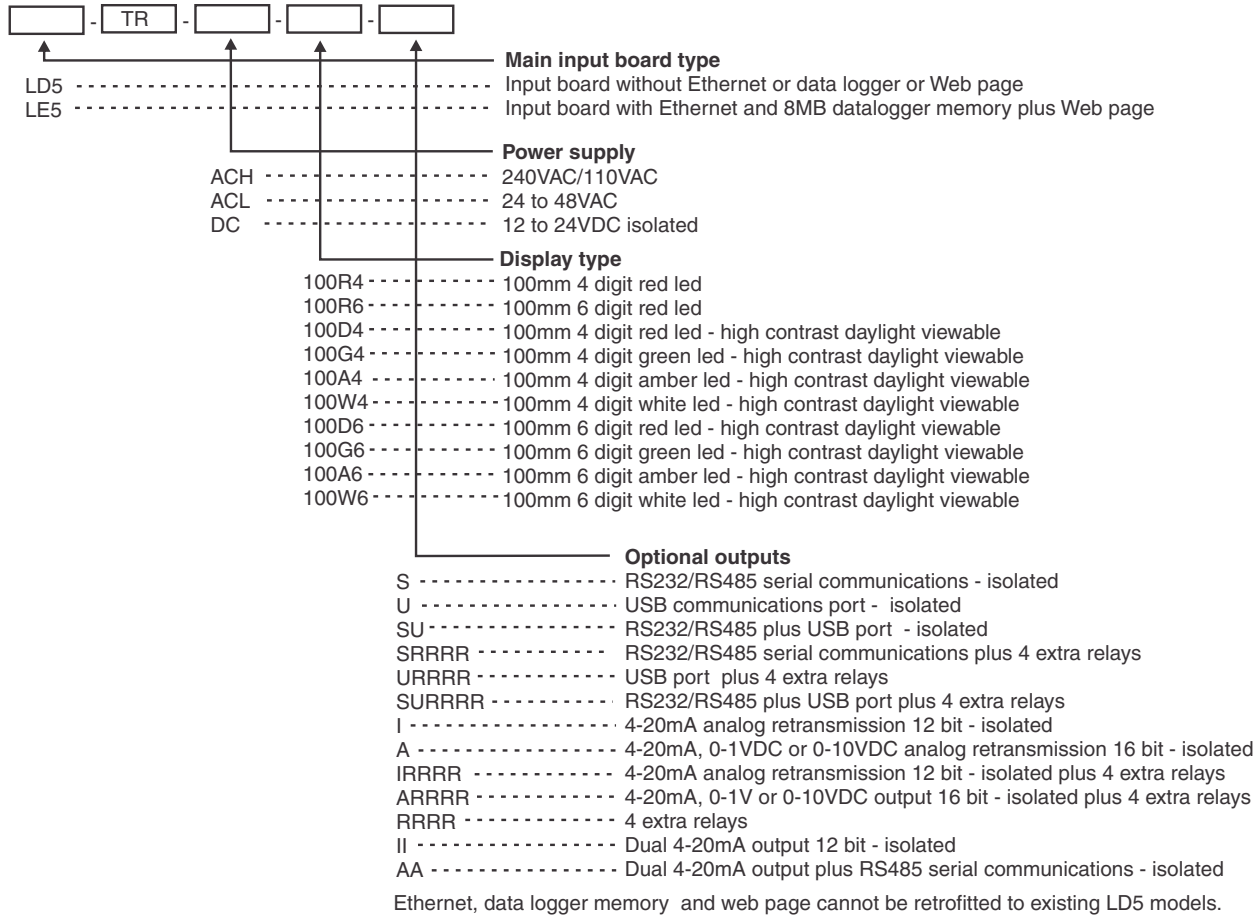 - TR - - -
Main input board type
LD5 Input board without Ethernet or data logger or Web page
LE5 Input board with Ethernet and 8MB datalogger memory plus Web page
Power supply
ACH 240VAC/110VAC
ACL 24 to 48VAC
DC 12 to 24VDC isolated
Display type
100R4 100mm 4 digit red led
100R6 100mm 6 digit red led
100D4 100mm 4 digit red led - high contrast daylight viewable
100G4 100mm 4 digit green led - high contrast daylight viewable
100A4 100mm 4 digit amber led - high contrast daylight viewable
100W4 100mm 4 digit white led - high contrast daylight viewable
100D6 100mm 6 digit red led - high contrast daylight viewable
100G6 100mm 6 digit green led - high contrast daylight viewable
100A6 100mm 6 digit amber led - high contrast daylight viewable
100W6 100mm 6 digit white led - high contrast daylight viewable
Optional outputs
S RS232/RS485 serial communications - isolated
U USB communications port - isolated
SU RS232/RS485 plus USB port - isolated
SRRRR RS232/RS485 serial communications plus 4 extra relays
URRRR USB port plus 4 extra relays
SURRRR RS232/RS485 plus USB port plus 4 extra relays
I 4-20mA analog retransmission 12 bit - isolated
A 4-20mA, 0-1VDC or 0-10VDC analog retransmission 16 bit - isolated
IRRRR 4-20mA analog retransmission 12 bit - isolated plus 4 extra relays
ARRRR 4-20mA, 0-1V or 0-10VDC output 16 bit - isolated plus 4 extra relays
RRRR 4 extra relays
II Dual 4-20mA output 12 bit - isolated
AA Dual 4-20mA output plus RS485 serial communications - isolated
Ethernet, data logger memory and web page cannot be retrofitted to existing LD5 models.